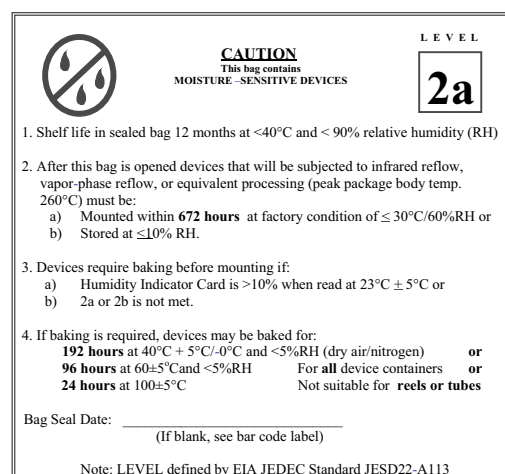 L E V E L
CAUTION
This bag contains
MOISTURE –SENSITIVE DEVICES
2a
1. Shelf life in sealed bag 12 months at <40°C and < 90% relative humidity (RH)
2. After this bag is opened devices that will be subjected to infrared reflow,
vapor-phase reflow, or equivalent processing (peak package body temp.
260°C) must be:
a) Mounted within 672 hours at factory condition of ≤ 30°C/60%RH or
b) Stored at ≤10% RH.
3. Devices require baking before mounting if:
a) Humidity Indicator Card is >10% when read at 23°C ± 5°C or
b) 2a or 2b is not met.
4. If baking is required, devices may be baked for:
192 hours at 40°C + 5°C/-0°C and <5%RH (dry air/nitrogen) or
96 hours at 60±5°Cand <5%RH For all device containers or
24 hours at 100±5°C Not suitable for reels or tubes
Bag Seal Date: ______________________________
(If blank, see bar code label)
Note: LEVEL defined by EIA JEDEC Standard JESD22-A113